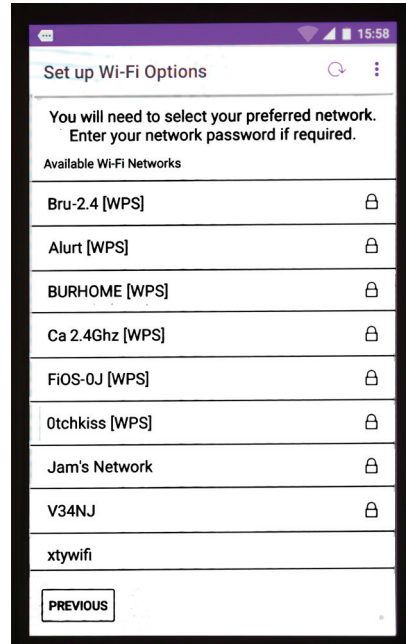 15:58
Set up Wi-Fi Options
You will need to select your preferred network.
Enter your network password if required.
Available Wi-Fi Networks
Bru-2.4 [WPS]
Alurt [WPS]
BURHOME [WPS]
Ca 2.4Ghz [WPS]
FiOS-0J [WPS]
0tchkiss [WPS]
Jam's Network
V34NJ
xtywifi
PREVIOUS